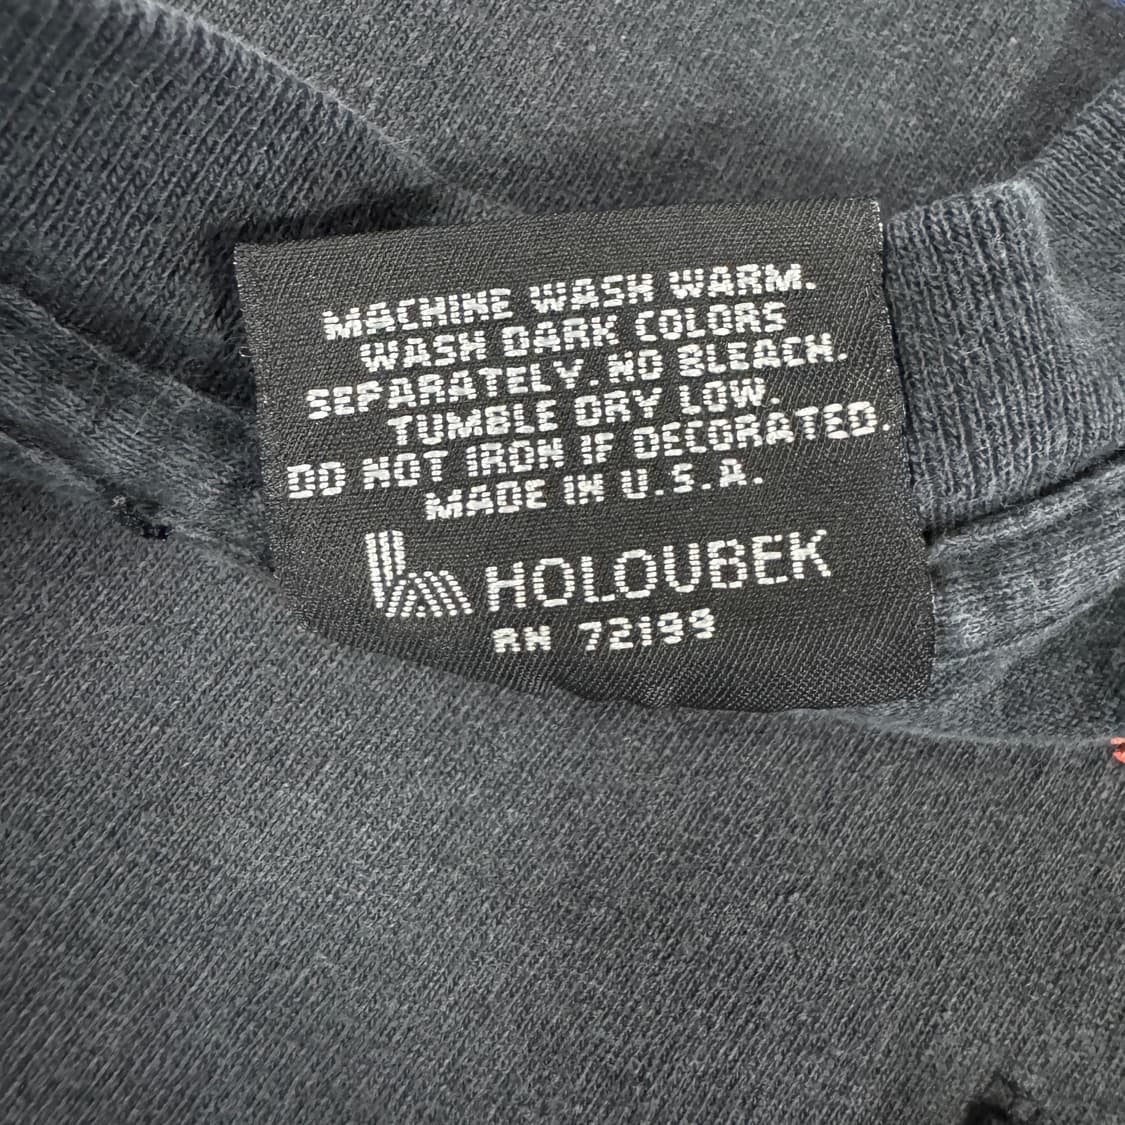 MACHINE WASH WARM.
WASH DARK COLORS
SEPARATELY. NO BLEACH.
TUMBLE DRY LOW.
DO NOT IRON IF DECORATED.
MADE IN U.S.A.
HOLOUBEK
RN 72199